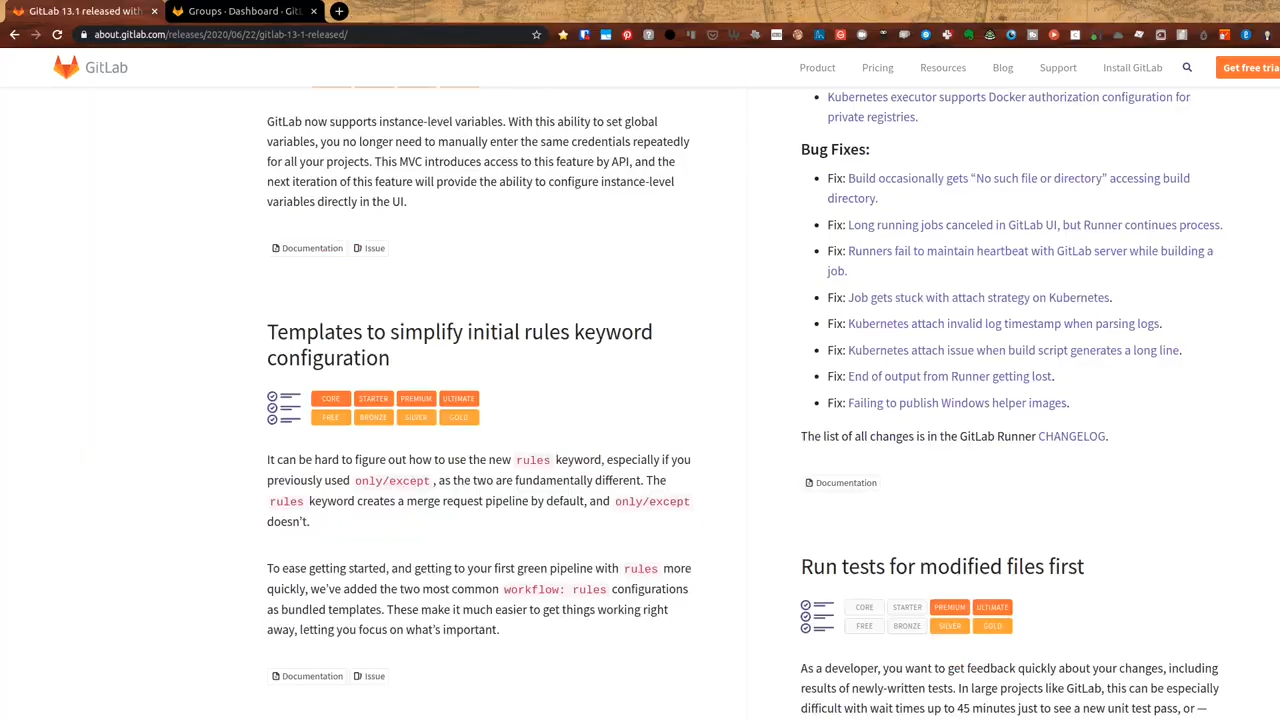 GitLab 13.1 released with
Groups · Dashboard · GitL
about.gitlab.com/releases/2020/06/22/gitlab-13-1-released/
GitLab
Product
Pricing
Resources
Blog
Support
Install GitLab
Get free tria
GitLab now supports instance-level variables. With this ability to set global
variables, you no longer need to manually enter the same credentials repeatedly
for all your projects. This MVC introduces access to this feature by API, and the
next iteration of this feature will provide the ability to configure instance-level
variables directly in the UI.
Documentation
Issue
Templates to simplify initial rules keyword
configuration
CORE STARTER PREMIUM ULTIMATE
FREE BRONZE SILVER GOLD
It can be hard to figure out how to use the new rules keyword, especially if you
previously used only/except, as the two are fundamentally different. The
rules keyword creates a merge request pipeline by default, and only/except
doesn't.
To ease getting started, and getting to your first green pipeline with rules more
quickly, we've added the two most common workflow: rules configurations
as bundled templates. These make it much easier to get things working right
away, letting you focus on what's important.
Documentation
Issue
Kubernetes executor supports Docker authorization configuration for
private registries.
Bug Fixes:
Fix: Build occasionally gets “No such file or directory” accessing build
directory.
Fix: Long running jobs canceled in GitLab UI, but Runner continues process.
Fix: Runners fail to maintain heartbeat with GitLab server while building a
job.
Fix: Job gets stuck with attach strategy on Kubernetes.
Fix: Kubernetes attach invalid log timestamp when parsing logs.
Fix: Kubernetes attach issue when build script generates a long line.
Fix: End of output from Runner getting lost.
Fix: Failing to publish Windows helper images.
The list of all changes is in the GitLab Runner CHANGELOG.
Documentation
Run tests for modified files first
CORE STARTER PREMIUM ULTIMATE
FREE BRONZE SILVER GOLD
As a developer, you want to get feedback quickly about your changes, including
results of newly-written tests. In large projects like GitLab, this can be especially
difficult with wait times up to 45 minutes just to see a new unit test pass, or —